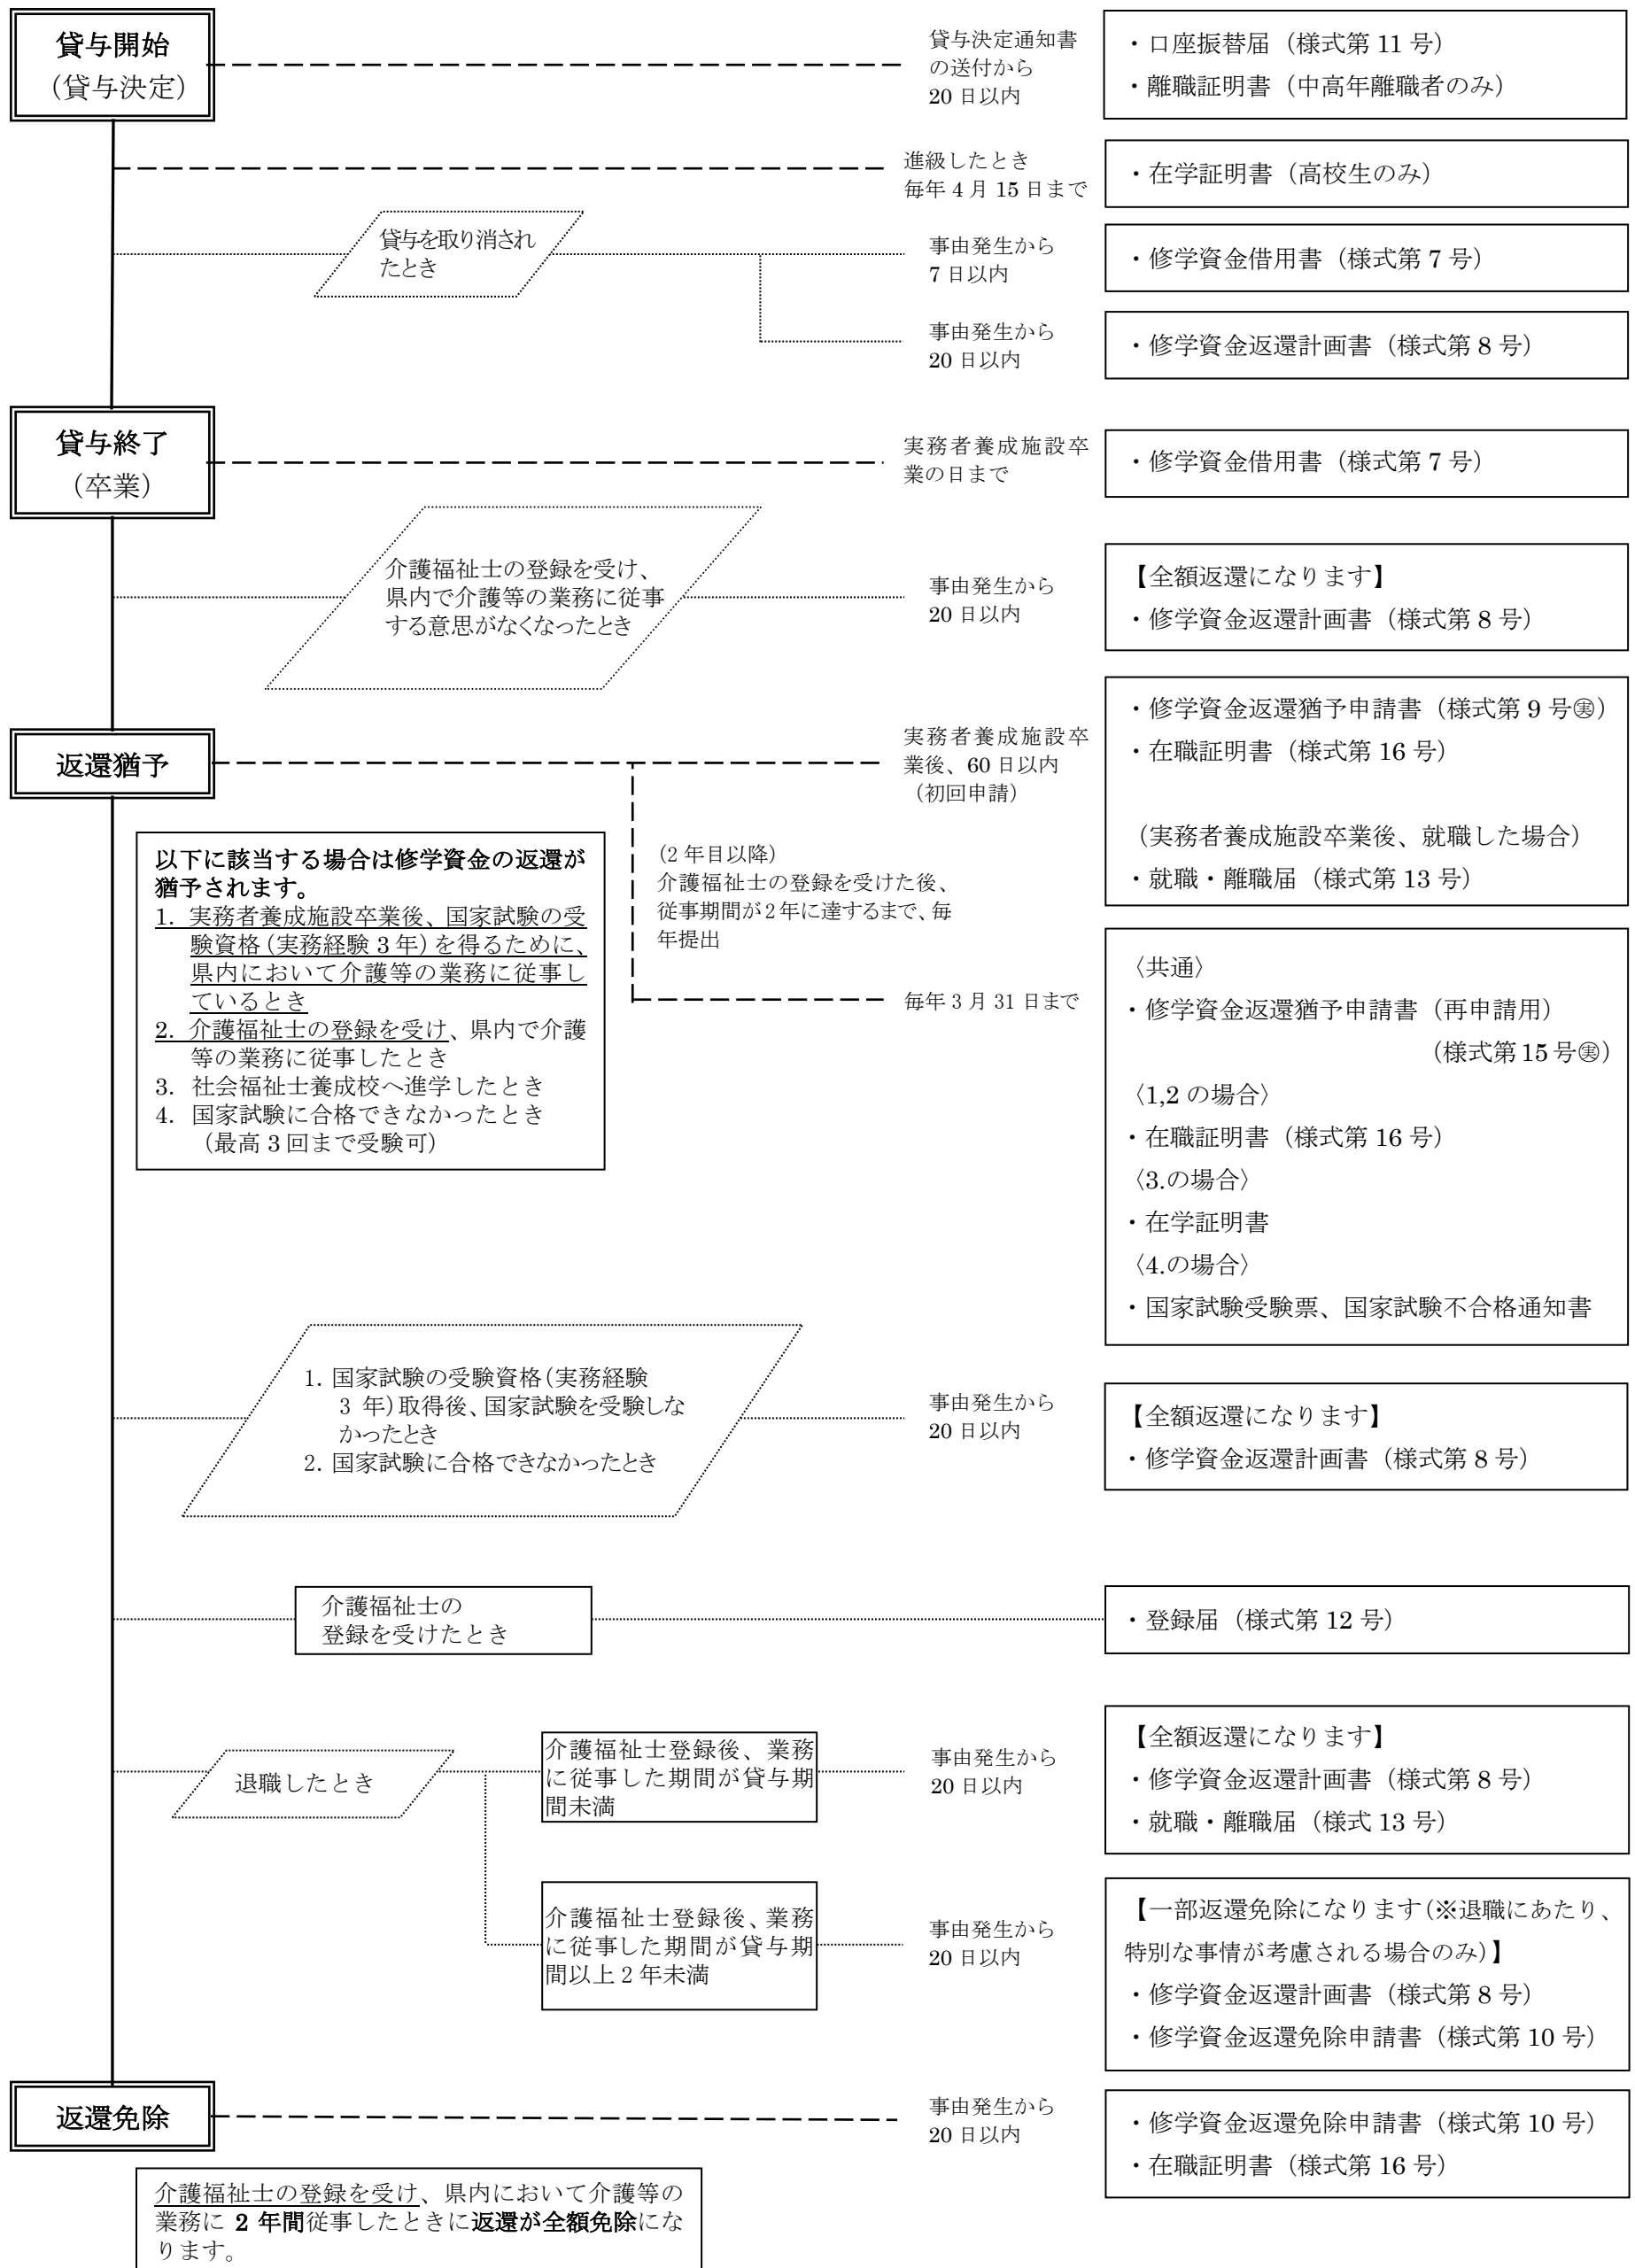 貸与開始
（貸与決定）
貸与決定通知書
の送付から
20 日以内
・口座振替届（様式第 11 号）
・離職証明書（中高年離職者のみ）
進級したとき
毎年 4 月 15 日まで
・在学証明書（高校生のみ）
貸与を取り消され
たとき
事由発生から
7 日以内
・修学資金借用書（様式第 7 号）
事由発生から
20 日以内
・修学資金返還計画書（様式第 8 号）
貸与終了
（卒業）
実務者養成施設卒
業の日まで
・修学資金借用書（様式第 7 号）
介護福祉士の登録を受け、
県内で介護等の業務に従事
する意思がなくなったとき
事由発生から
20 日以内
【全額返還になります】
・修学資金返還計画書（様式第 8 号）
返還猶予
実務者養成施設卒
業後、60 日以内
（初回申請）
・修学資金返還猶予申請書（様式第 9 号㊢）
・在職証明書（様式第 16 号）
（実務者養成施設卒業後、就職した場合）
・就職・離職届（様式第 13 号）
以下に該当する場合は修学資金の返還が
猶予されます。
1. 実務者養成施設卒業後、国家試験の受
験資格（実務経験 3 年）を得るために、
県内において介護等の業務に従事し
ているとき
2. 介護福祉士の登録を受け、県内で介護
等の業務に従事したとき
3. 社会福祉士養成校へ進学したとき
4. 国家試験に合格できなかったとき
（最高 3 回まで受験可）
(2 年目以降)
介護福祉士の登録を受けた後、
従事期間が2年に達するまで、毎
年提出
毎年 3 月 31 日まで
〈共通〉
・修学資金返還猶予申請書（再申請用）
（様式第 15 号㊢）
〈1,2 の場合〉
・在職証明書（様式第 16 号）
〈3.の場合〉
・在学証明書
〈4.の場合〉
・国家試験受験票、国家試験不合格通知書
1. 国家試験の受験資格（実務経験
3 年）取得後、国家試験を受験しな
かったとき
2. 国家試験に合格できなかったとき
事由発生から
20 日以内
【全額返還になります】
・修学資金返還計画書（様式第 8 号）
介護福祉士の
登録を受けたとき
・登録届（様式第 12 号）
退職したとき
介護福祉士登録後、業務
に従事した期間が貸与期
間未満
事由発生から
20 日以内
【全額返還になります】
・修学資金返還計画書（様式第 8 号）
・就職・離職届（様式 13 号）
介護福祉士登録後、業務
に従事した期間が貸与期
間以上 2 年未満
事由発生から
20 日以内
【一部返還免除になります（※退職にあたり、
特別な事情が考慮される場合のみ）】
・修学資金返還計画書（様式第 8 号）
・修学資金返還免除申請書（様式第 10 号）
返還免除
事由発生から
20 日以内
・修学資金返還免除申請書（様式第 10 号）
・在職証明書（様式第 16 号）
介護福祉士の登録を受け、県内において介護等の
業務に 2 年間従事したときに返還が全額免除にな
ります。